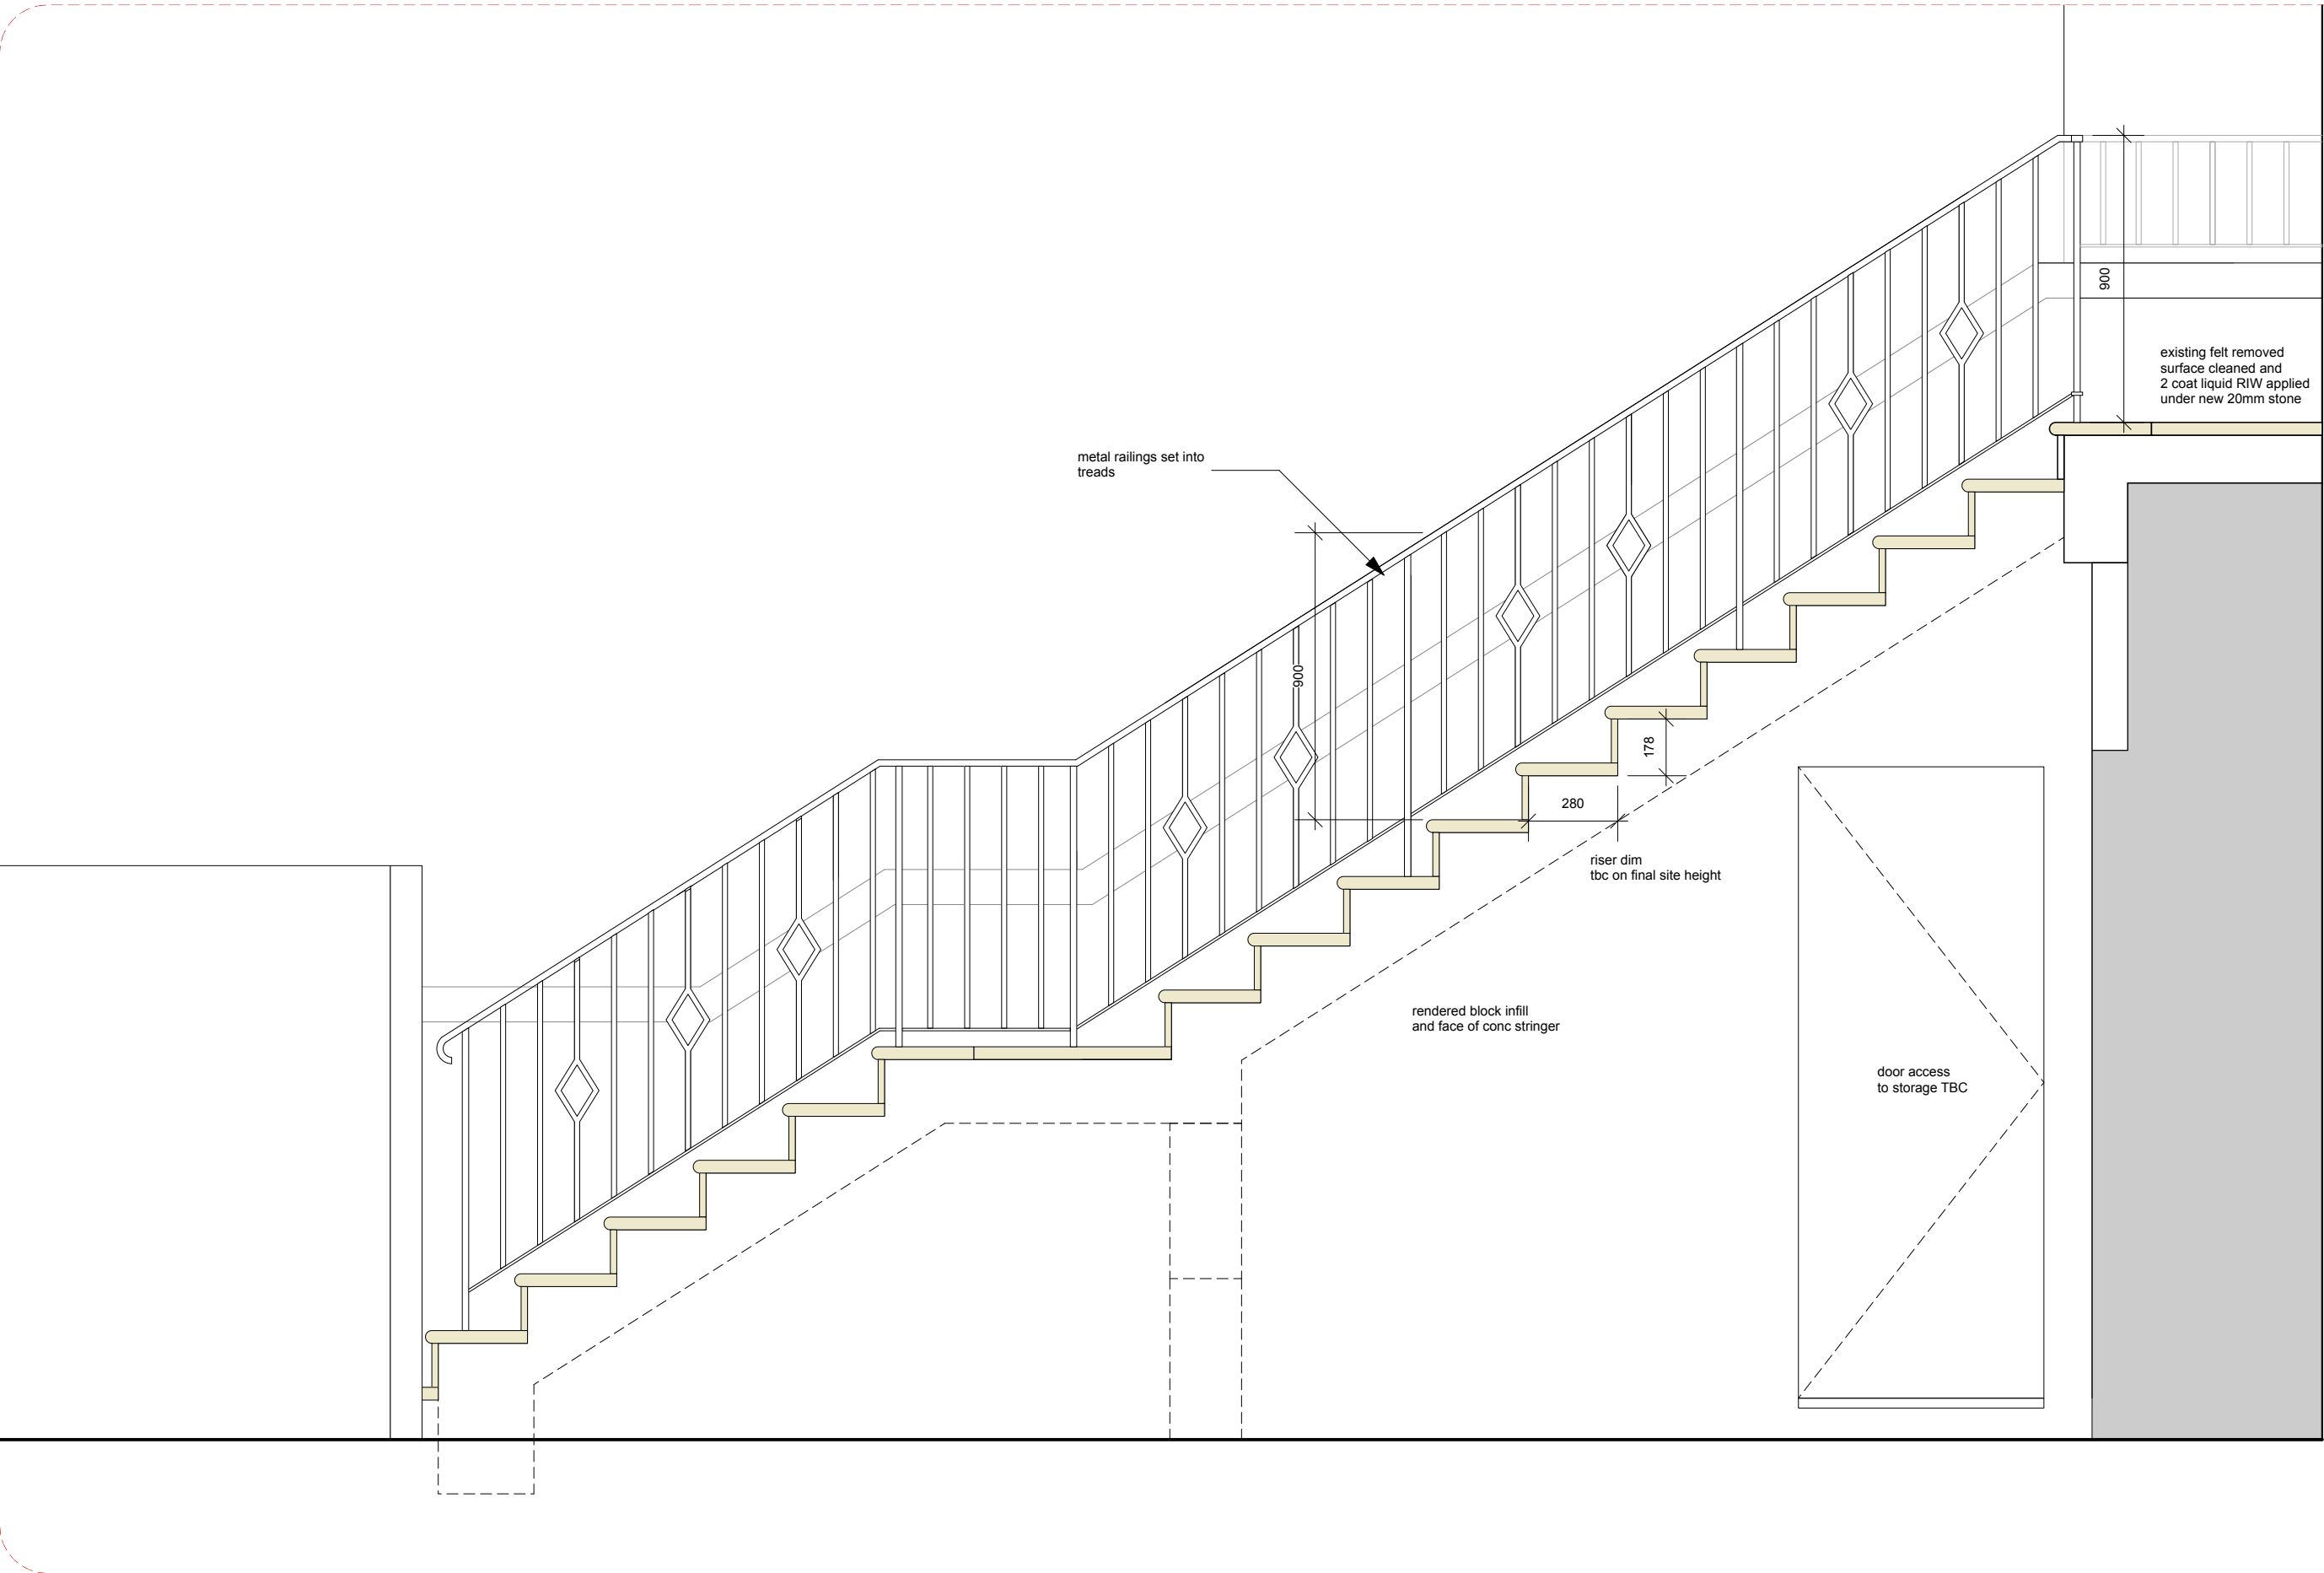 900
existing felt removed
surface cleaned and
2 coat liquid RIW applied
under new 20mm stone
metal railings set into
treads
900
178
280
riser dim
tbc on final site height
rendered block infill
and face of conc stringer
door access
to storage TBC